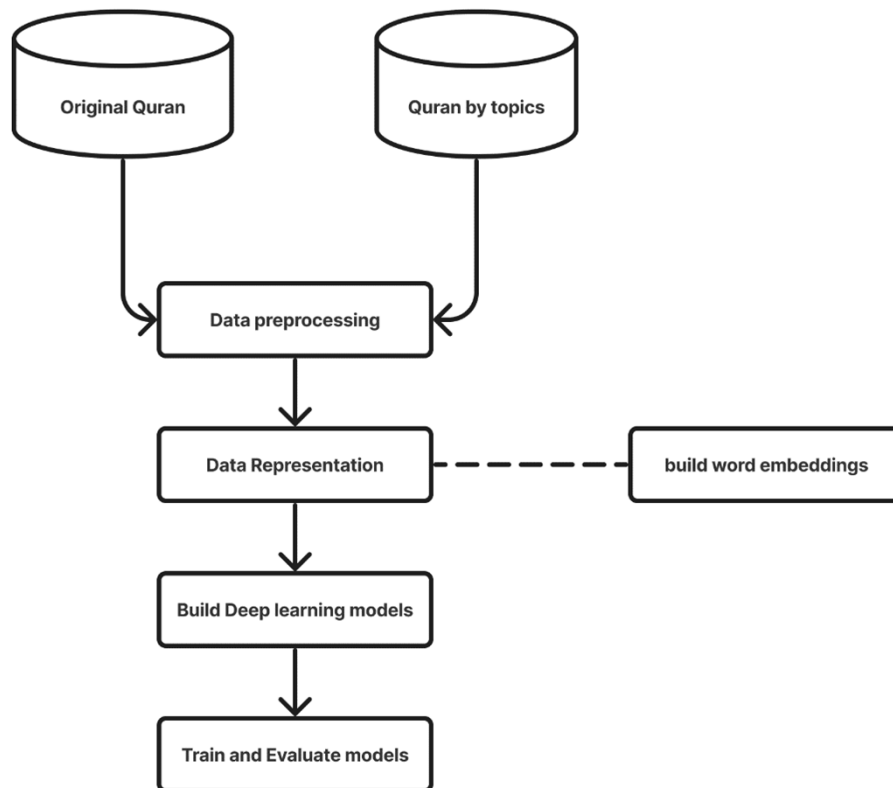 Original Quran
Quran by topics
Data preprocessing
Data Representation
build word embeddings
Build Deep learning models
Train and Evaluate models